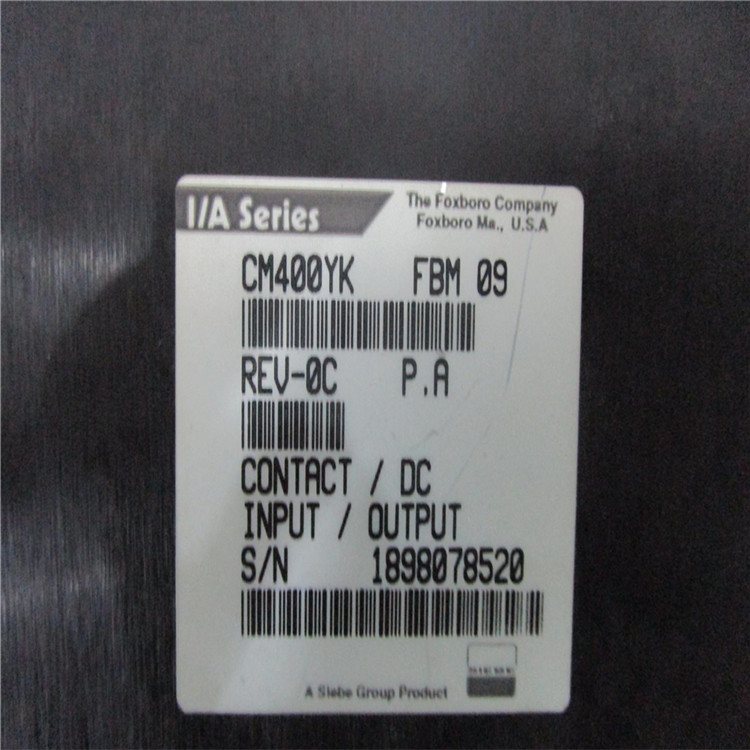 I/A Series
The Foxboro Company
Foxboro Ma., U.S.A
CM400YK FBM 09
REV-0C P.A
CONTACT / DC
INPUT / OUTPUT
S/N 1898078520
SIEBE
A Siebe Group Product